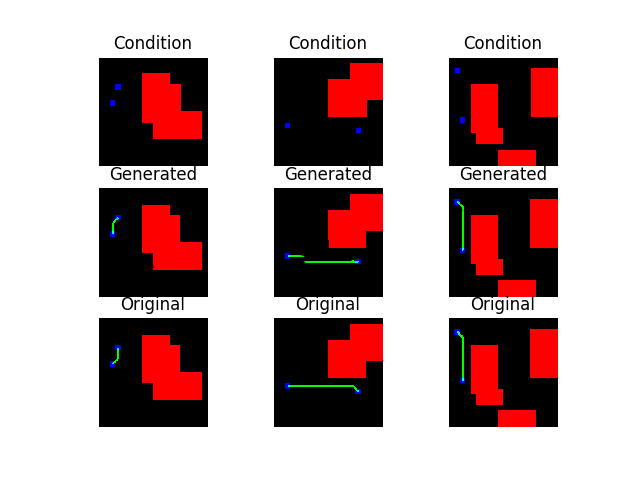 Condition Condition Condition
Generated Generated Generated
Original Original Original